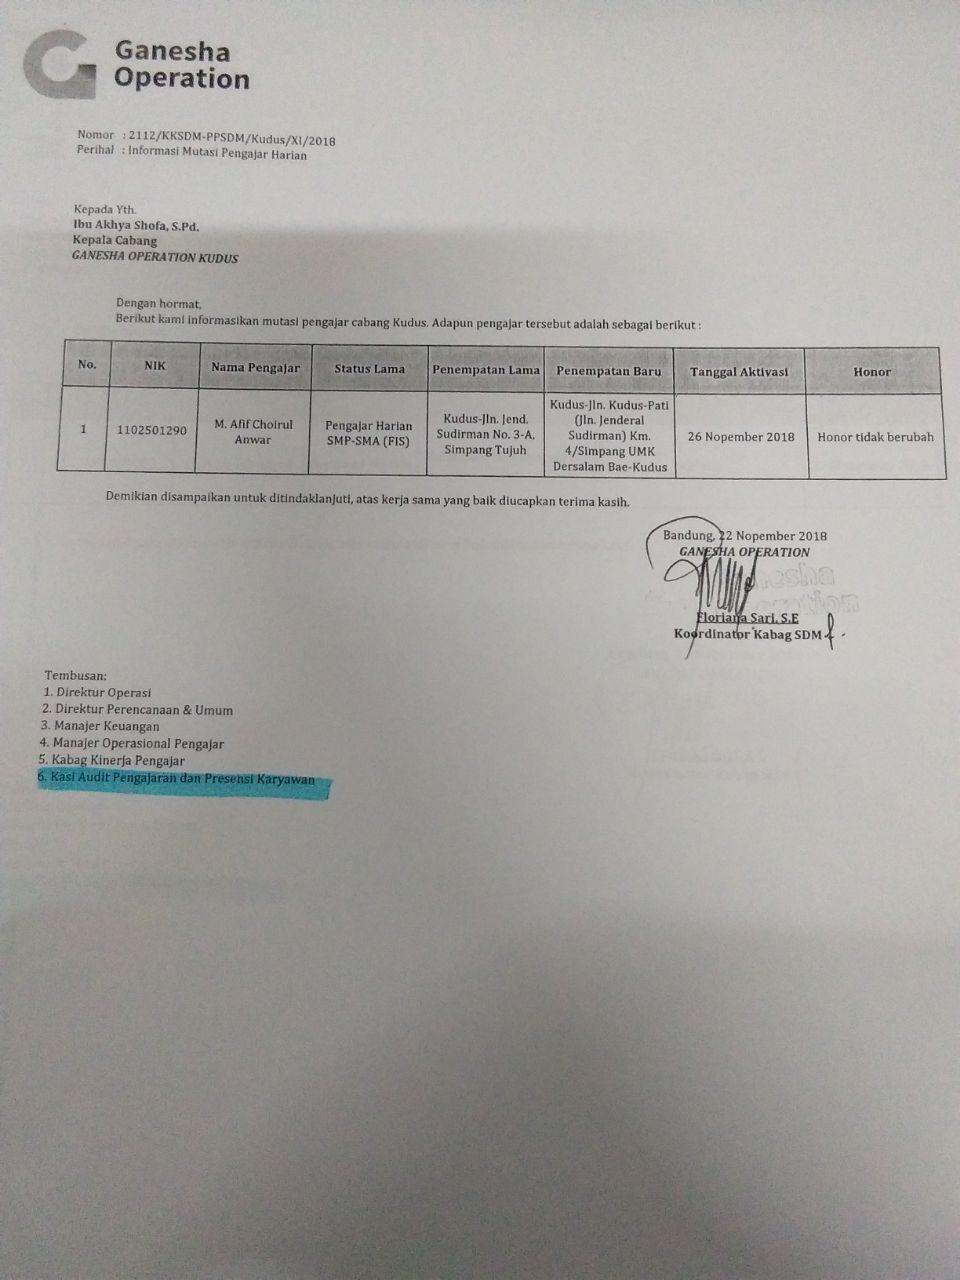 Ganesha
Operation
Nomor : 2112/KKSDM-PPSDM/Kudus/XI/2018
Perihal : Informasi Mutasi Pengajar Harian
Kepada Yth.
Ibu Akhya Shofa, S.Pd.
Kepala Cabang
GANESHA OPERATION KUDUS
Dengan hormat,
Berikut kami informasikan mutasi pengajar cabang Kudus. Adapun pengajar tersebut adalah sebagai berikut :
No. NIK Nama Pengajar Status Lama Penempatan Lama Penempatan Baru Tanggal Aktivasi Honor
1 1102501290 M. Afif Choirul Anwar Pengajar Harian SMP-SMA (FIS) Kudus-Jln. Jend. Sudirman No. 3-A, Simpang Tujuh Kudus-Jln. Kudus-Pati (Jln. Jenderal Sudirman) Km. 4/Simpang UMK Dersalam Bae-Kudus 26 Nopember 2018 Honor tidak berubah
Demikian disampaikan untuk ditindaklanjuti, atas kerja sama yang baik diucapkan terima kasih.
Bandung, 22 Nopember 2018
GANESHA OPERATION
Floriana Sari, S.E
Koordinator Kabag SDM
Tembusan:
1. Direktur Operasi
2. Direktur Perencanaan & Umum
3. Manajer Keuangan
4. Manajer Operasional Pengajar
5. Kabag Kinerja Pengajar
6. Kasi Audit Pengajaran dan Presensi Karyawan